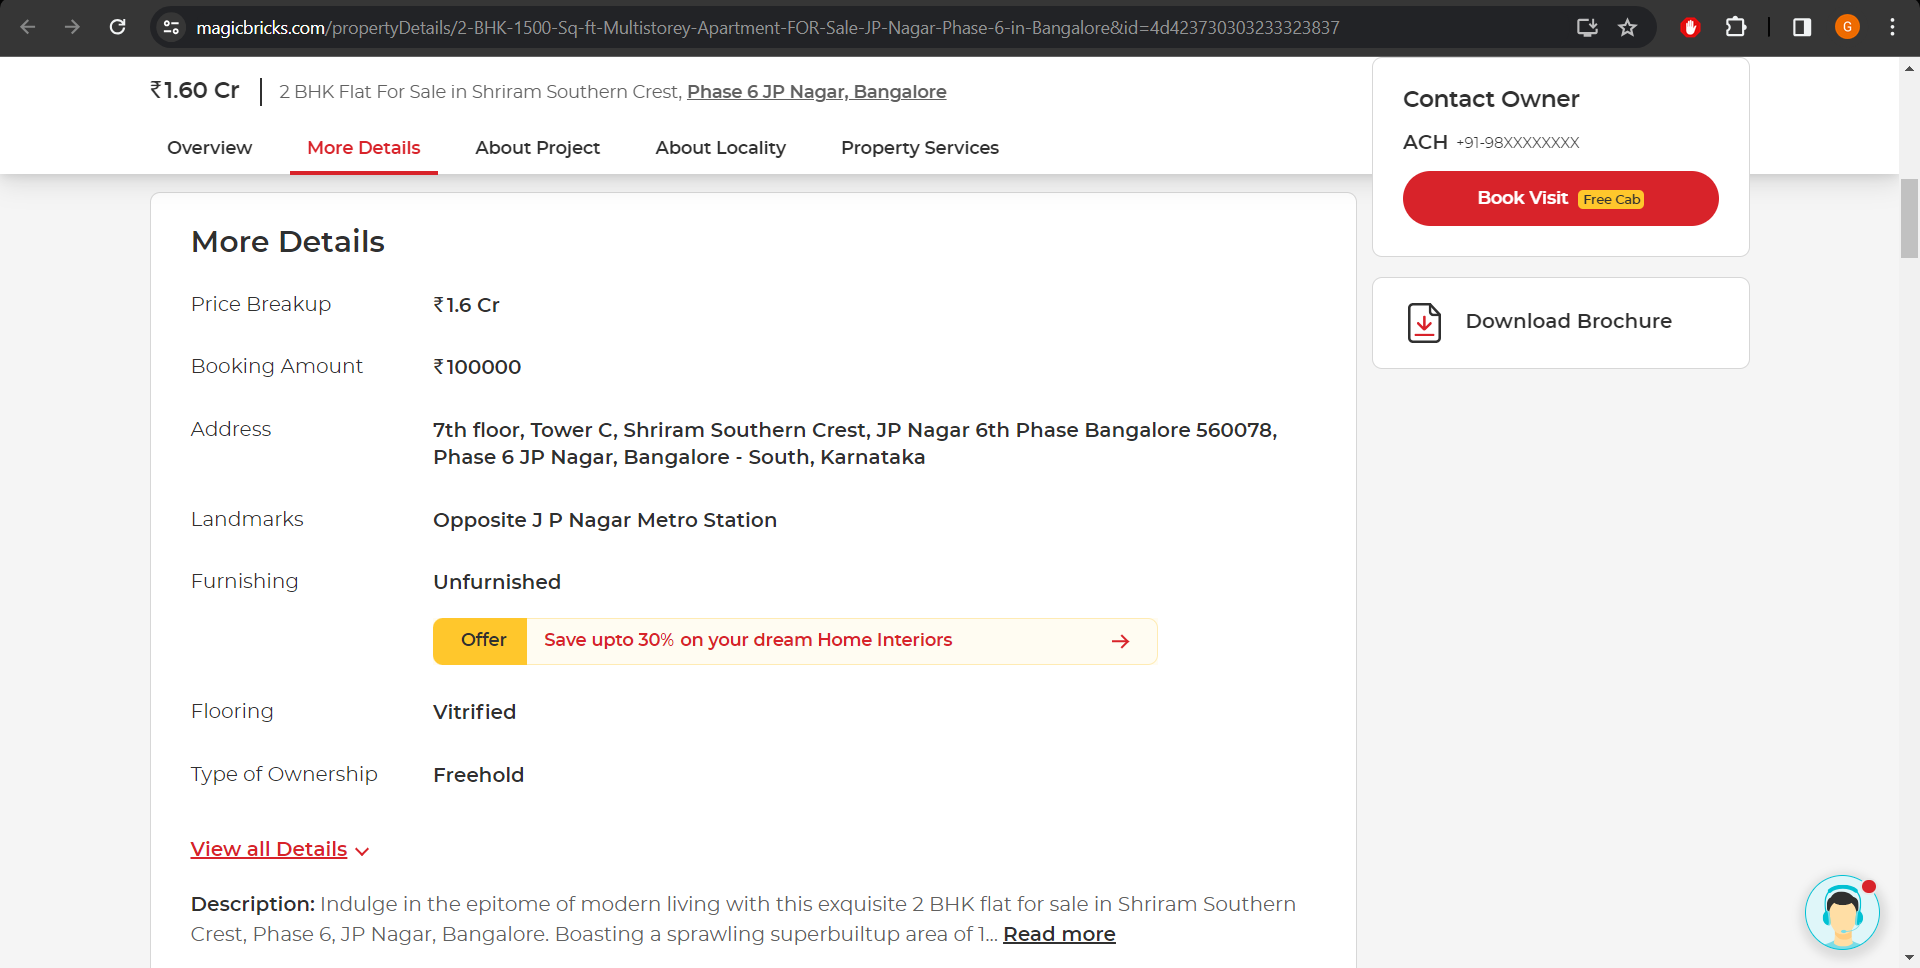 magicbricks.com/propertyDetails/2-BHK-1500-Sq-ft-Multistorey-Apartment-FOR-Sale-JP-Nagar-Phase-6-in-Bangalore&id=4d423730303233323837
G
₹1.60 Cr
2 BHK Flat For Sale in Shriram Southern Crest, Phase 6 JP Nagar, Bangalore
Overview
More Details
About Project
About Locality
Property Services
Contact Owner
ACH +91-98XXXXXXXX
Book Visit Free Cab
Download Brochure
More Details
Price Breakup ₹1.6 Cr
Booking Amount ₹100000
Address 7th floor, Tower C, Shriram Southern Crest, JP Nagar 6th Phase Bangalore 560078,
Phase 6 JP Nagar, Bangalore - South, Karnataka
Landmarks Opposite J P Nagar Metro Station
Furnishing Unfurnished
Offer Save upto 30% on your dream Home Interiors
Flooring Vitrified
Type of Ownership Freehold
View all Details
Description: Indulge in the epitome of modern living with this exquisite 2 BHK flat for sale in Shriram Southern
Crest, Phase 6, JP Nagar, Bangalore. Boasting a sprawling superbuiltup area of 1... Read more